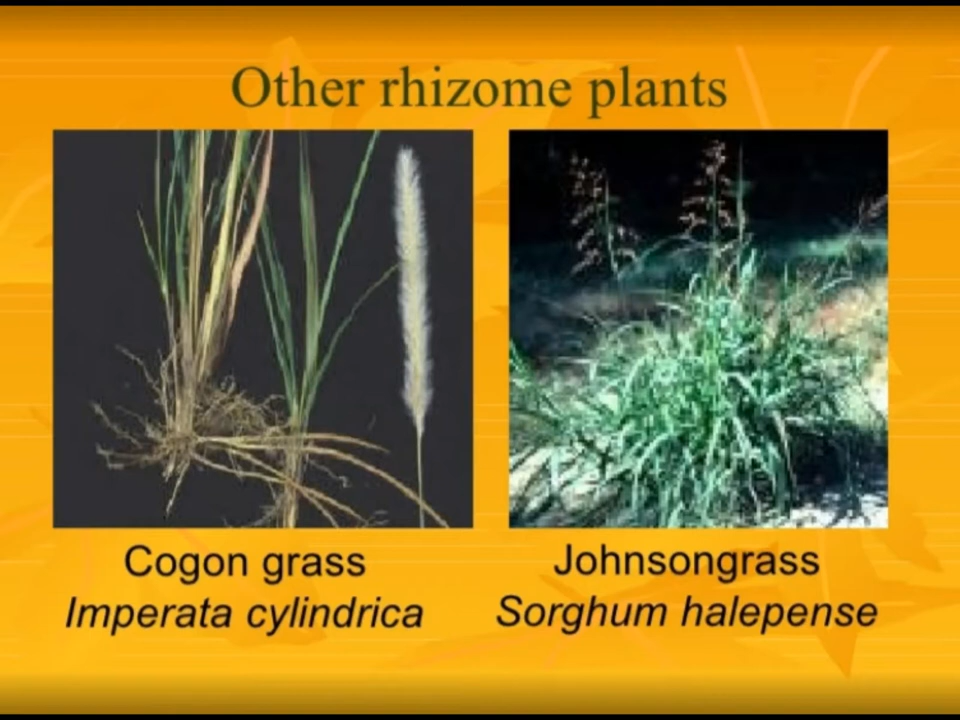 Other rhizome plants
Cogon grass
Imperata cylindrica
Johnsongrass
Sorghum halepense